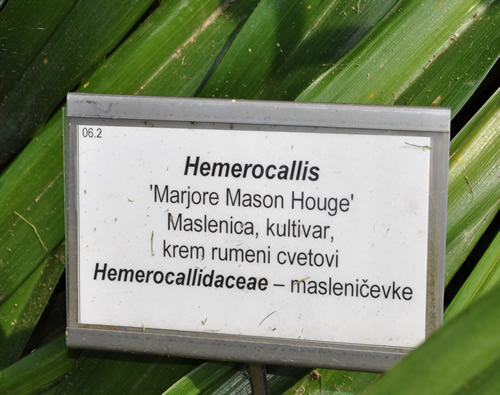 06.2
Hemerocallis
'Marjore Mason Houge'
Maslenica, kultivar,
krem rumeni cvetovi
Hemerocallidaceae – masleničevke